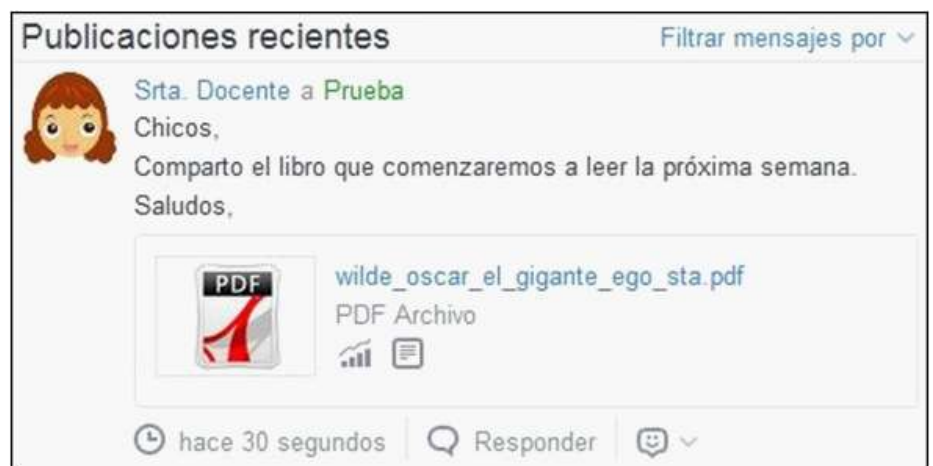 Publicaciones recientes Filtrar mensajes por
Srta. Docente a Prueba
Chicos,
Comparto el libro que comenzaremos a leer la próxima semana.
Saludos,
PDF
wilde_oscar_el_gigante_ego_sta.pdf
PDF Archivo
hace 30 segundos Responder